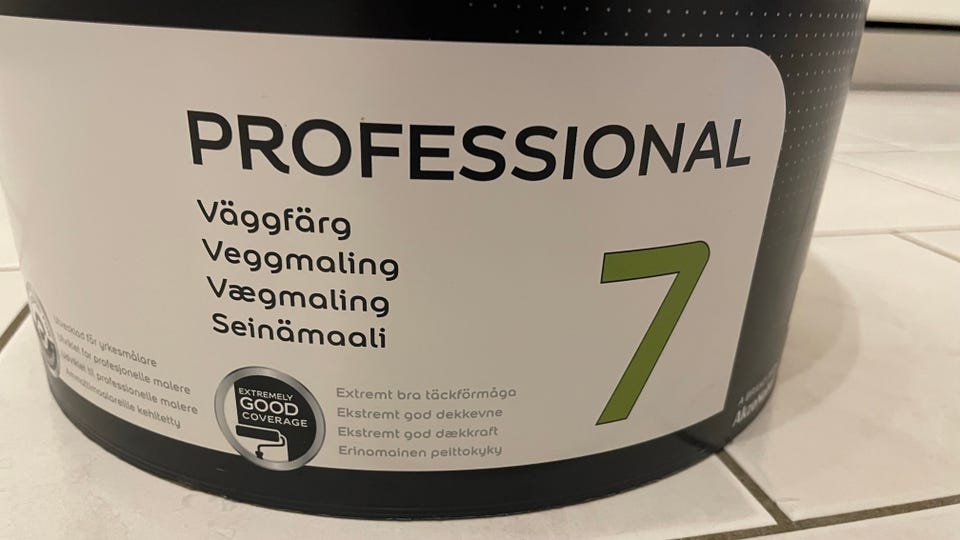 PROFESSIONAL
Väggfärg
Veggmaling
Vægmaling
Seinämaali
7
Utvecklad för yrkesmålare
Utviklet for profesjonelle malere
Udviklet til professionelle malere
Ammattimaalareille kehitetty
EXTREMELY
GOOD
COVERAGE
Extremt bra täckförmåga
Ekstremt god dekkevne
Ekstremt god dækkraft
Erinomainen peittokyky